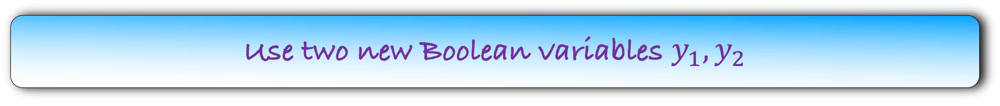 Use two new Boolean variables y₁, y₂